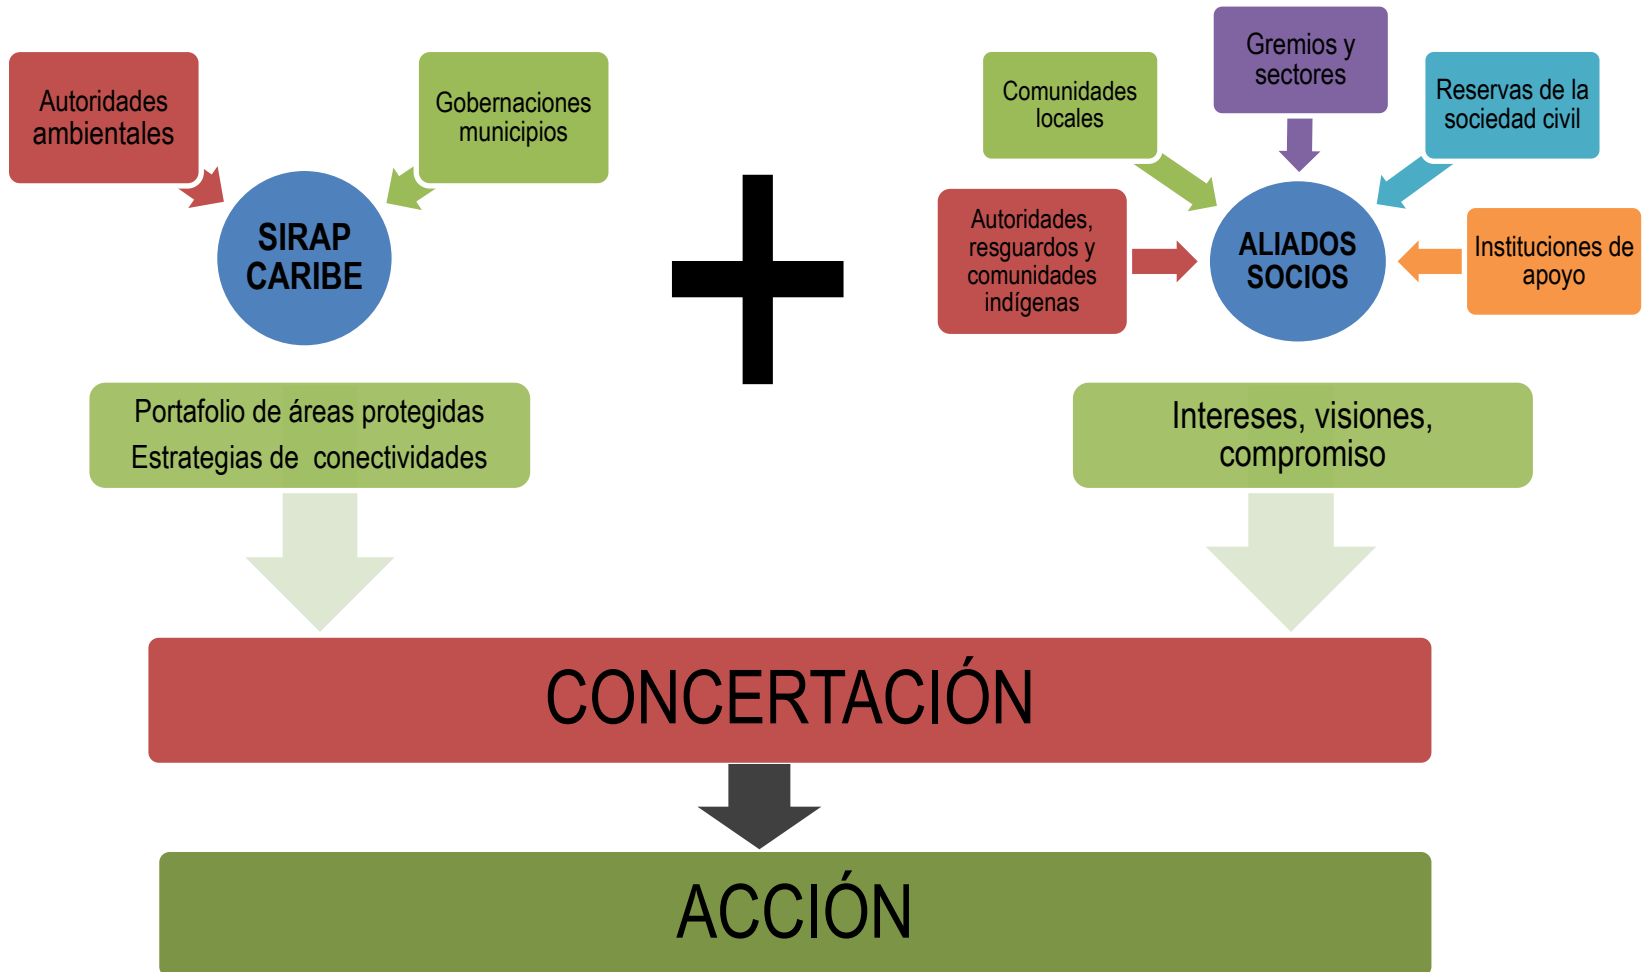 Autoridades
ambientales
Gobernaciones
municipios
SIRAP
CARIBE
Gremios y
sectores
Comunidades
locales
Reservas de la
sociedad civil
Autoridades,
resguardos y
comunidades
indígenas
ALIADOS
SOCIOS
Instituciones de
apoyo
Portafolio de áreas protegidas
Estrategias de conectividades
Intereses, visiones,
compromiso
CONCERTACIÓN
ACCIÓN